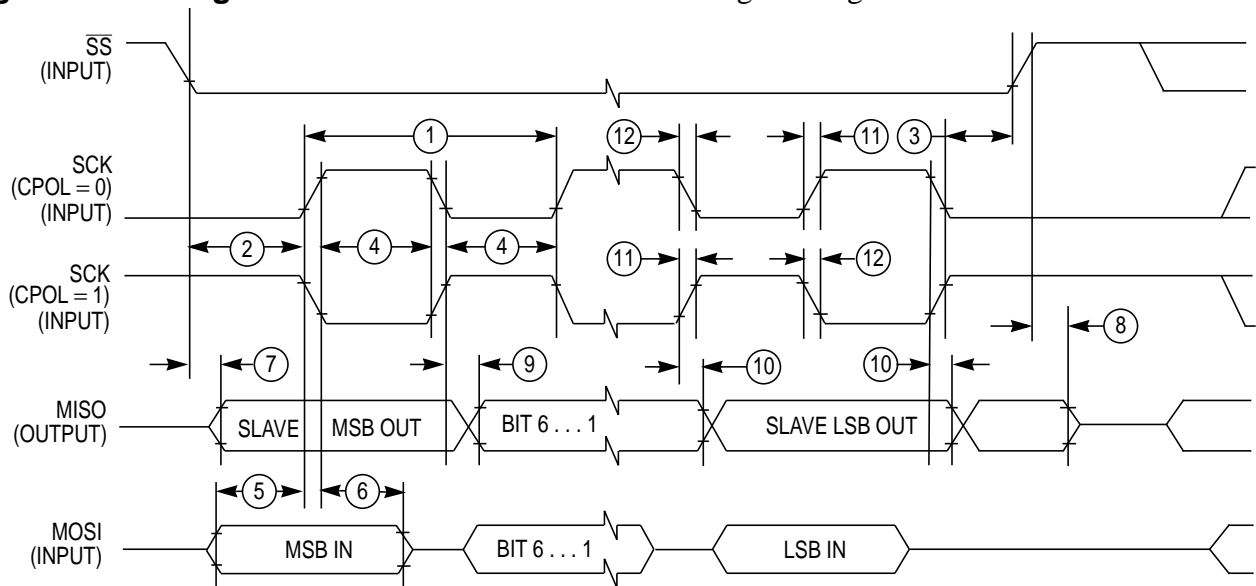 SS
(INPUT)
1
12
11
3
SCK
(CPOL = 0)
(INPUT)
2
4
4
SCK
(CPOL = 1)
(INPUT)
11
12
7
9
10
10
8
MISO
(OUTPUT)
SLAVE
MSB OUT
BIT 6 . . . 1
SLAVE LSB OUT
5
6
MOSI
(INPUT)
MSB IN
BIT 6 . . . 1
LSB IN